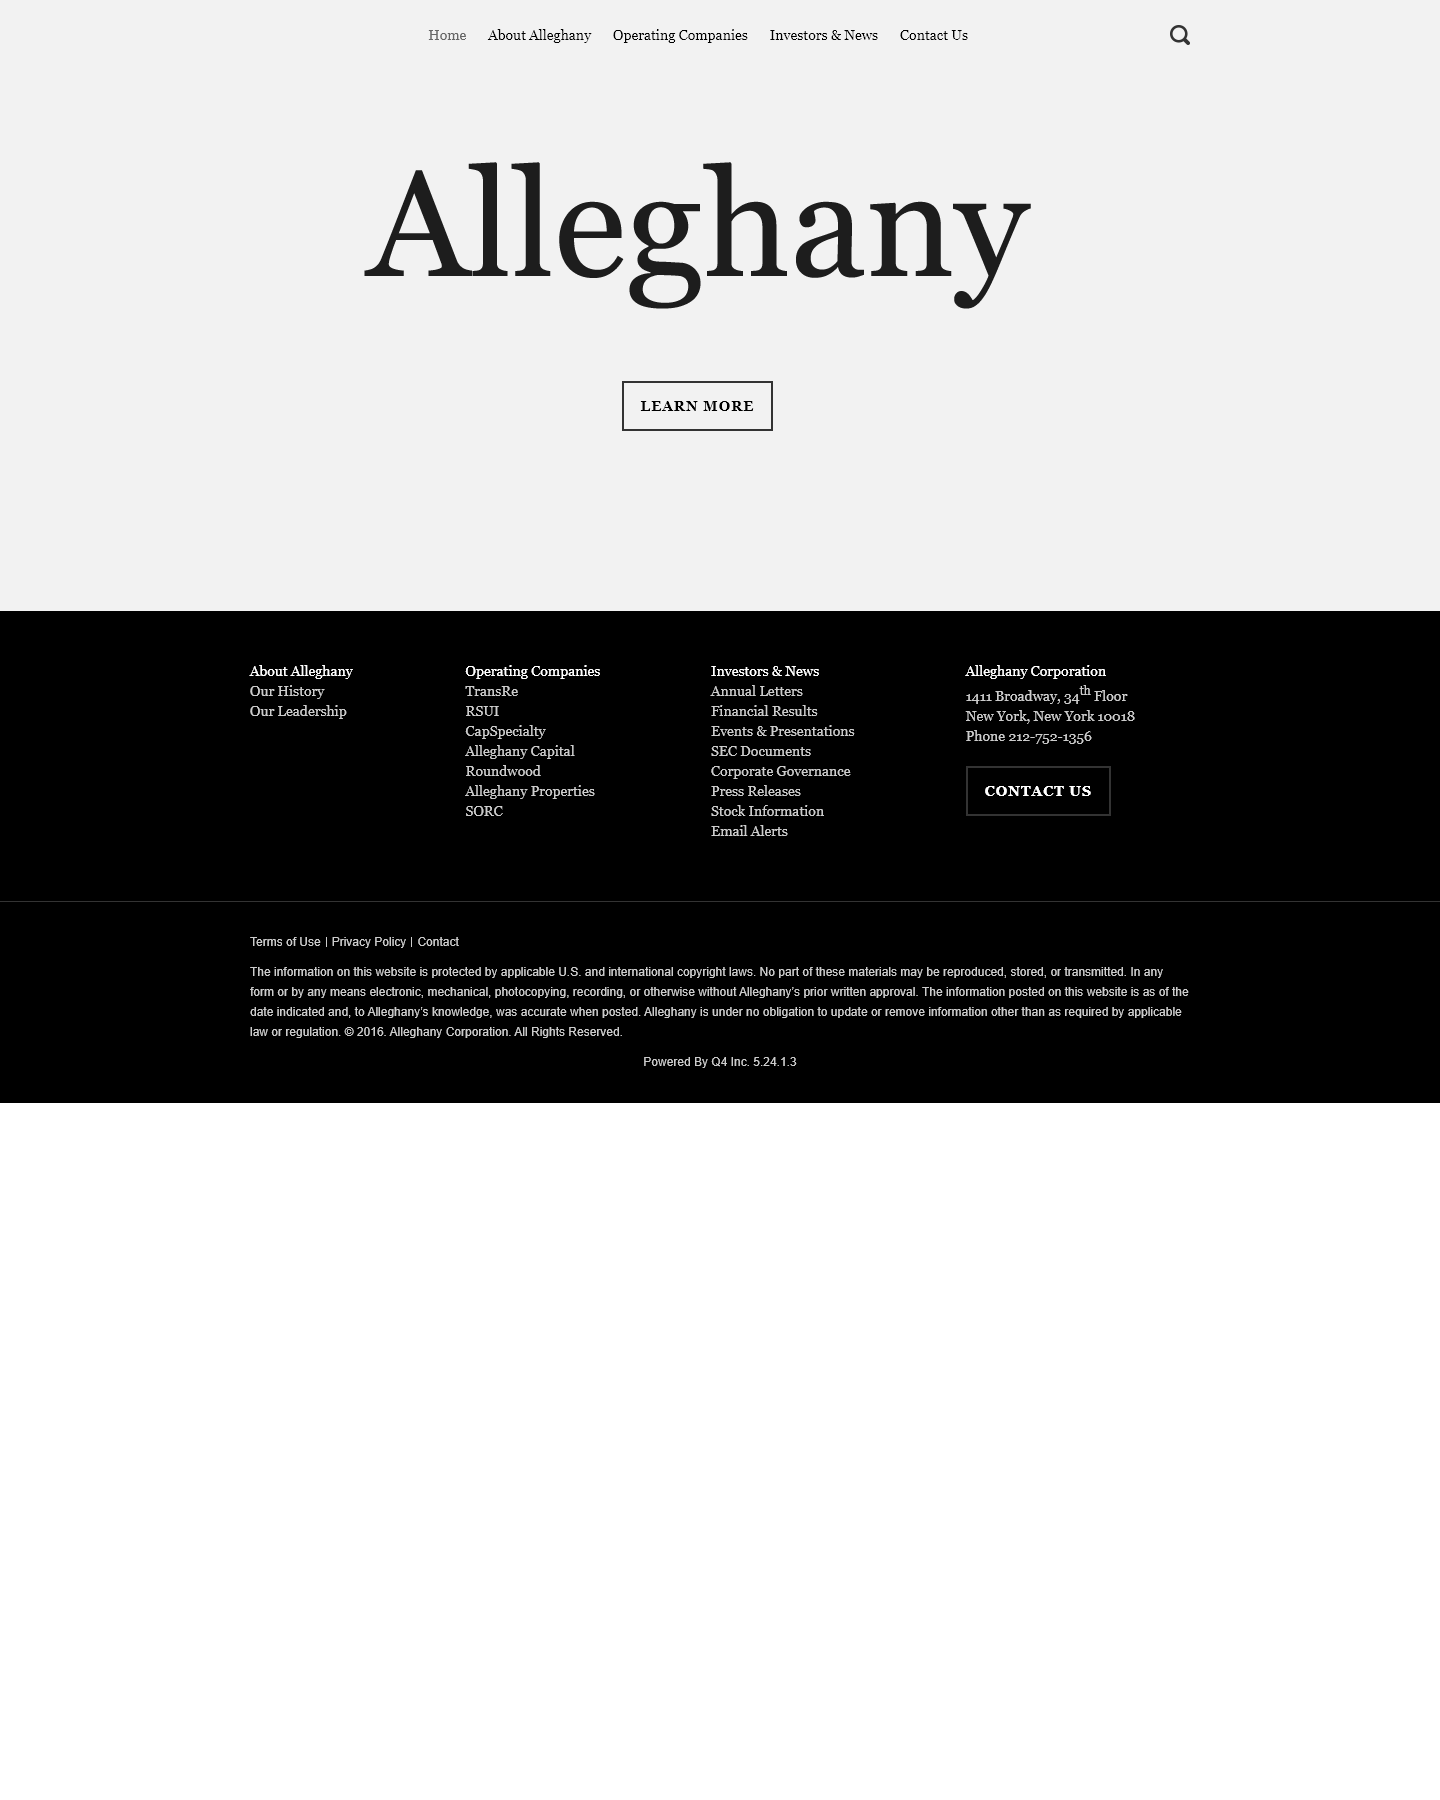 Home About Alleghany Operating Companies Investors & News Contact Us
Alleghany
LEARN MORE
About Alleghany
Our History
Our Leadership
Operating Companies
TransRe
RSUI
CapSpecialty
Alleghany Capital
Roundwood
Alleghany Properties
SORC
Investors & News
Annual Letters
Financial Results
Events & Presentations
SEC Documents
Corporate Governance
Press Releases
Stock Information
Email Alerts
Alleghany Corporation
1411 Broadway, 34th Floor
New York, New York 10018
Phone 212-752-1356
CONTACT US
Terms of Use | Privacy Policy | Contact
The information on this website is protected by applicable U.S. and international copyright laws. No part of these materials may be reproduced, stored, or transmitted. In any
form or by any means electronic, mechanical, photocopying, recording, or otherwise without Alleghany's prior written approval. The information posted on this website is as of the
date indicated and, to Alleghany's knowledge, was accurate when posted. Alleghany is under no obligation to update or remove information other than as required by applicable
law or regulation. © 2016. Alleghany Corporation. All Rights Reserved.
Powered By Q4 Inc. 5.24.1.3